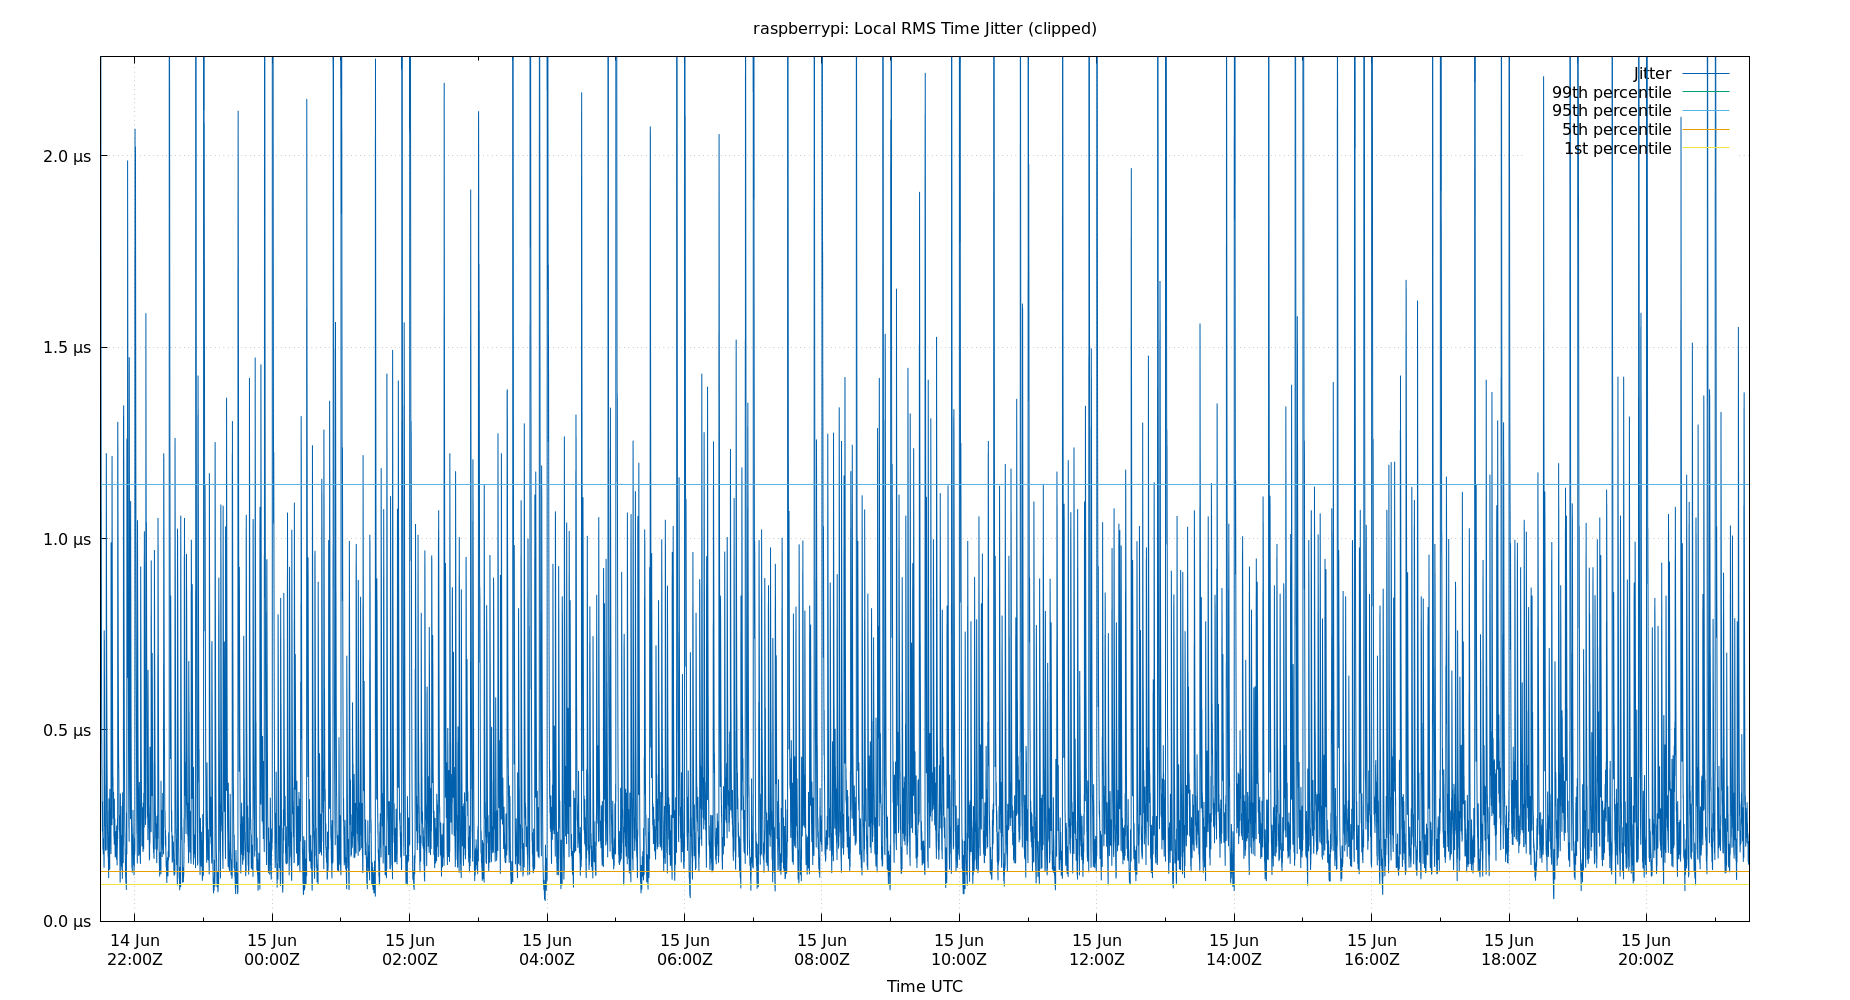 raspberrypi: Local RMS Time Jitter (clipped)
Jitter
99th percentile
95th percentile
5th percentile
1st percentile
2.0 µs
1.5 µs
1.0 µs
0.5 µs
0.0 µs
14 Jun 15 Jun 15 Jun 15 Jun 15 Jun 15 Jun 15 Jun 15 Jun 15 Jun 15 Jun 15 Jun 15 Jun
22:00Z 00:00Z 02:00Z 04:00Z 06:00Z 08:00Z 10:00Z 12:00Z 14:00Z 16:00Z 18:00Z 20:00Z
Time UTC